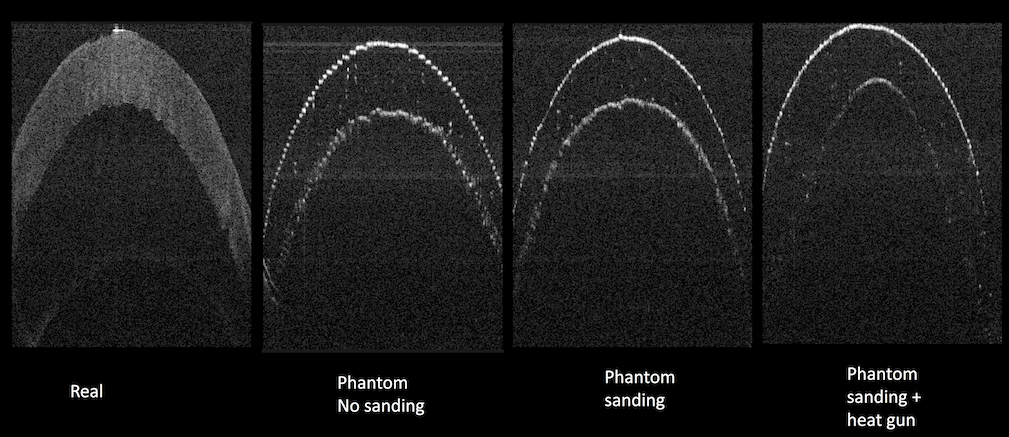 Real
Phantom
No sanding
Phantom
sanding
Phantom
sanding +
heat gun